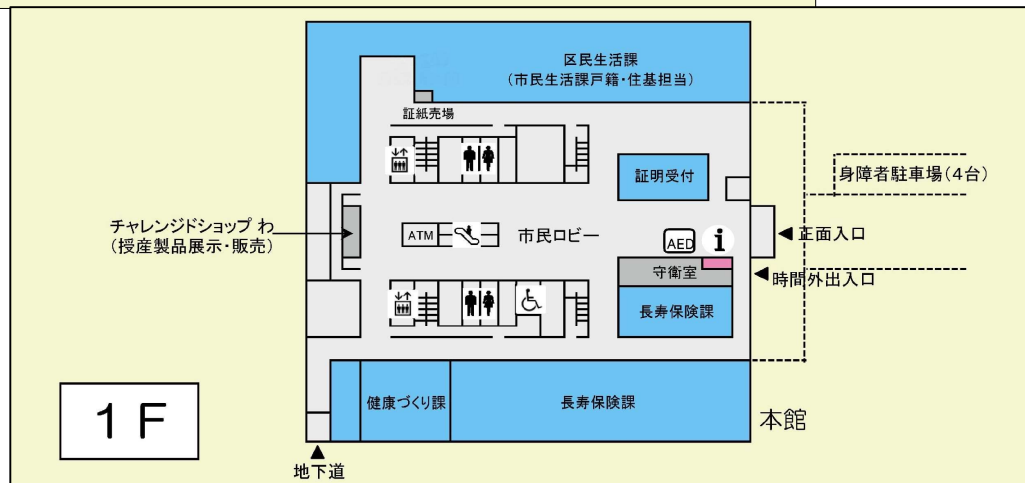 区民生活課
(市民生活課戸籍・住基担当)
証紙売場
証明受付
身障者駐車場(4台)
チャレンジドショップ わ
(授産製品展示・販売)
ATM
市民ロビー
AED
i
正面入口
守衛室
時間外出入口
長寿保険課
健康づくり課
長寿保険課
本館
1F
地下道